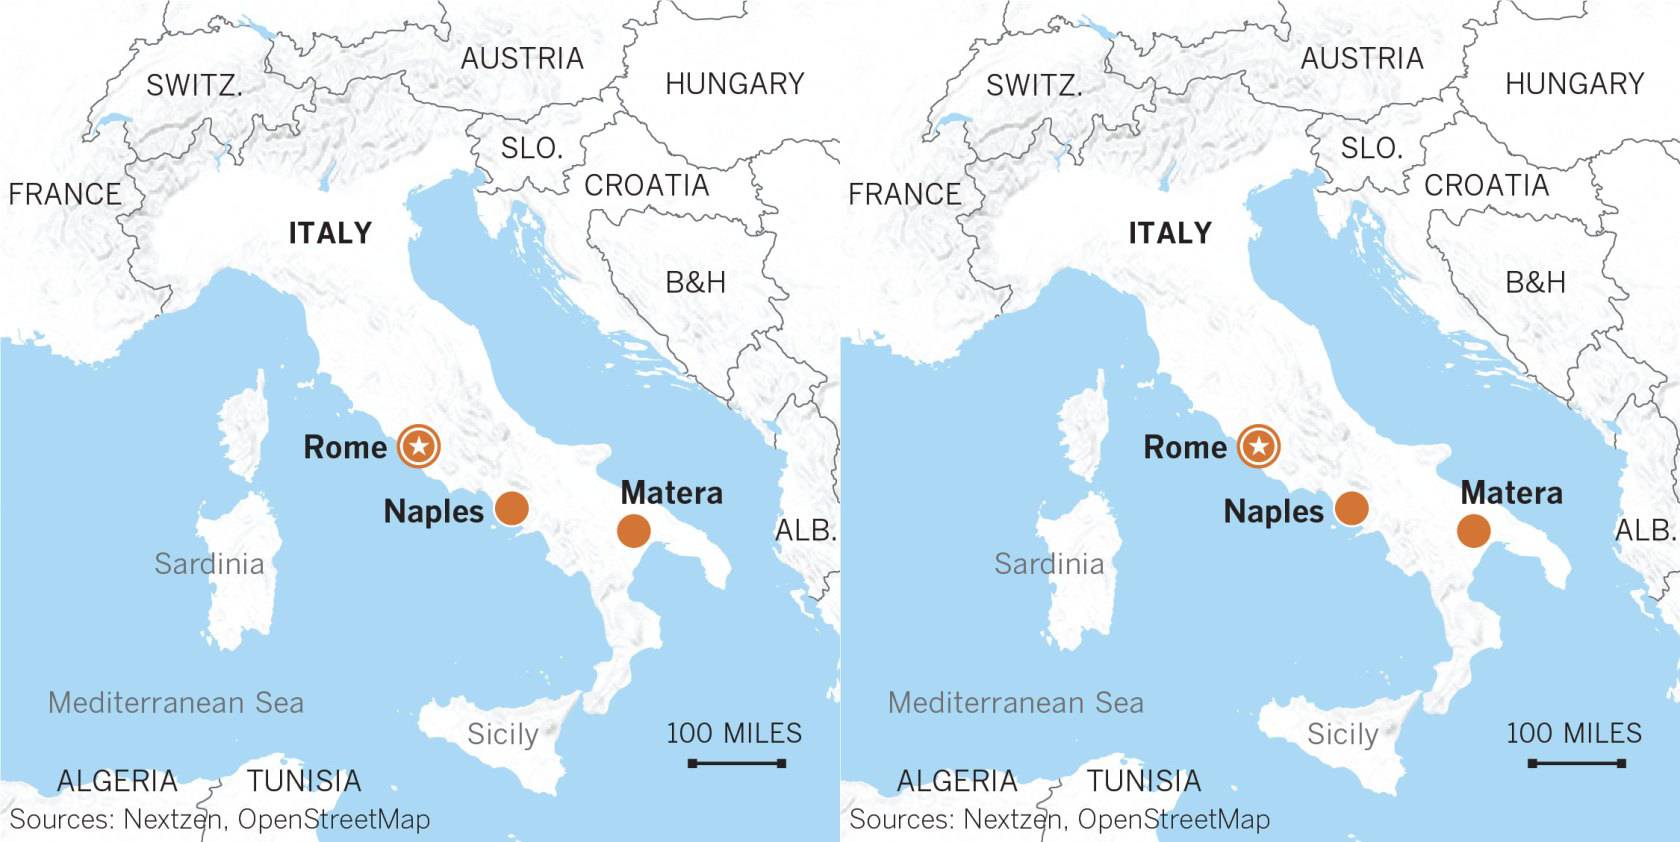 AUSTRIA
SWITZ.
HUNGARY
SLO.
FRANCE
CROATIA
ITALY
B&H
Rome
Matera
Naples
ALB.
Sardinia
Mediterranean Sea
Sicily
100 MILES
ALGERIA
TUNISIA
Sources: Nextzen, OpenStreetMap
AUSTRIA
SWITZ.
HUNGARY
SLO.
FRANCE
CROATIA
ITALY
B&H
Rome
Matera
Naples
ALB.
Sardinia
Mediterranean Sea
Sicily
100 MILES
ALGERIA
TUNISIA
Sources: Nextzen, OpenStreetMap